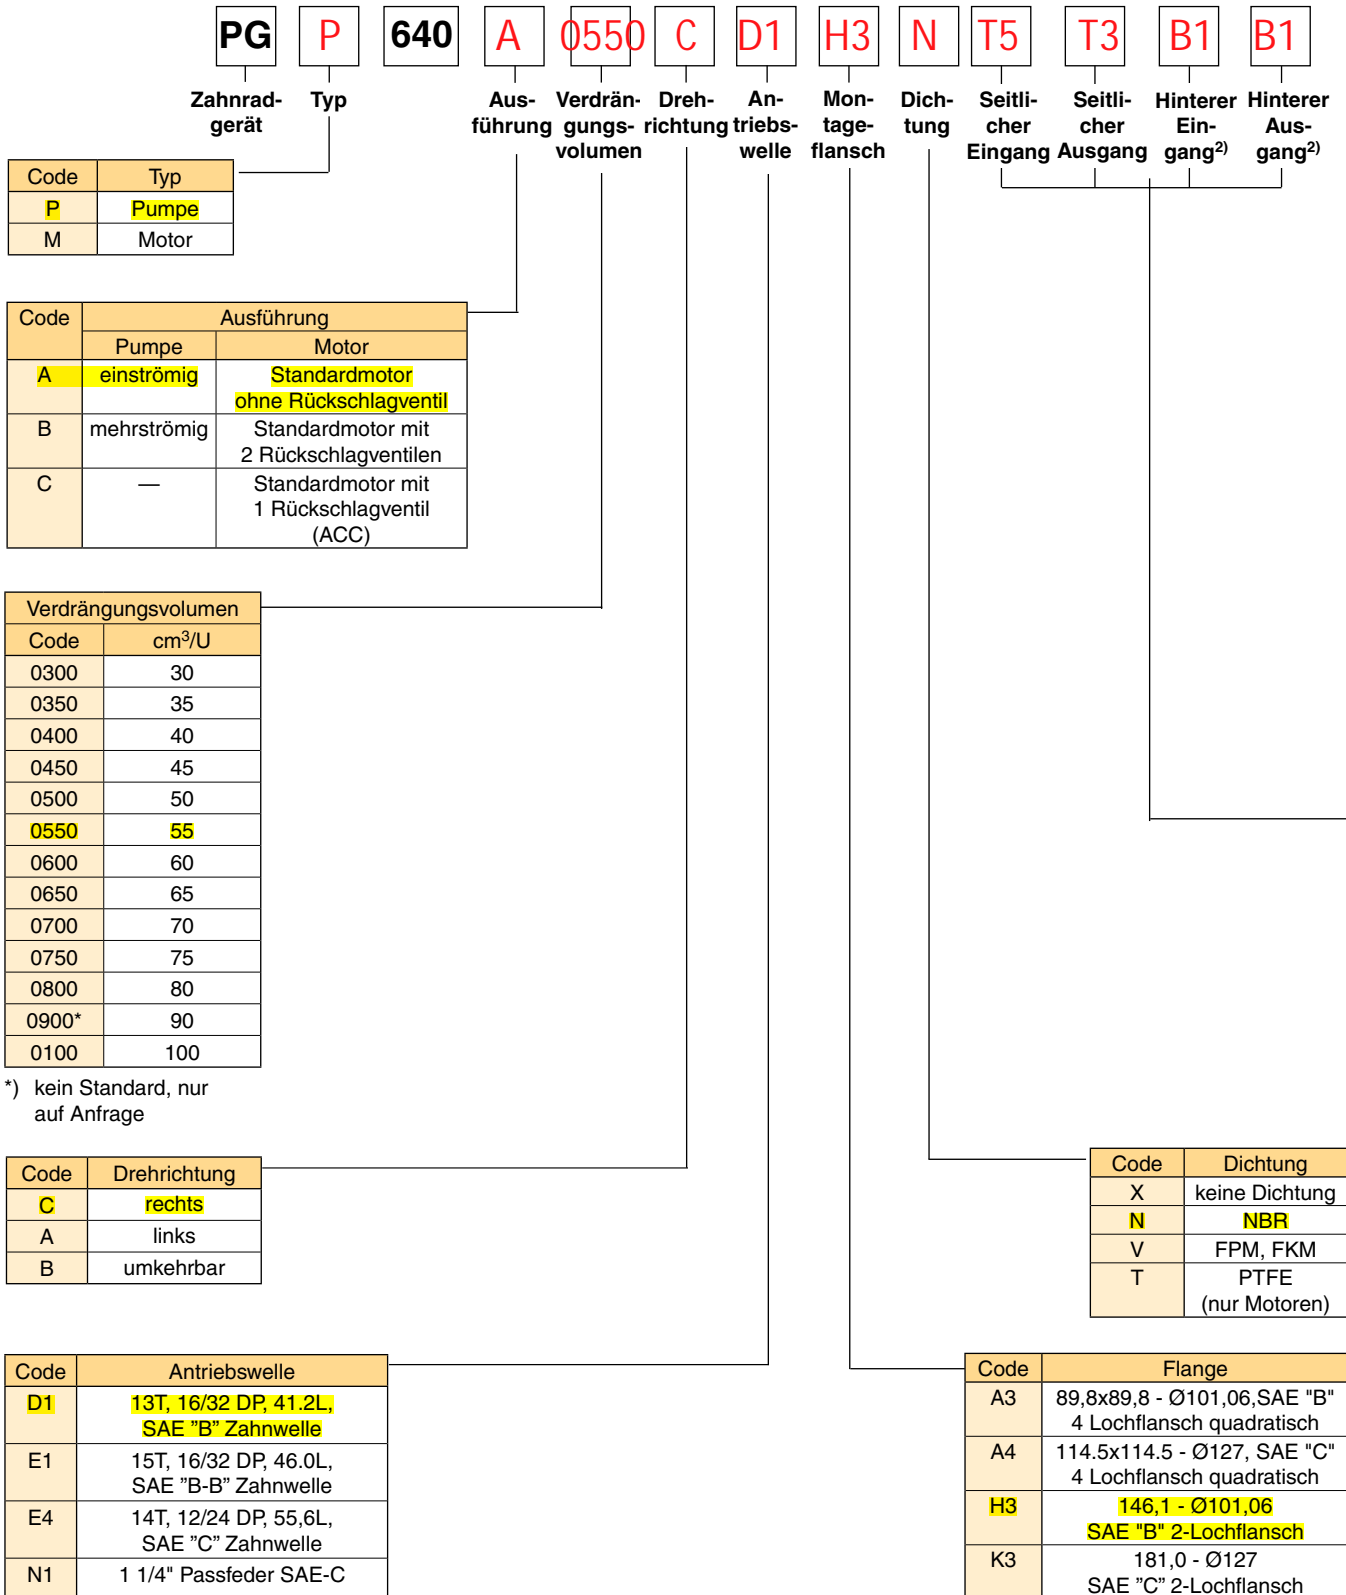 PG P 640 A 0550 C D1 H3 N T5 T3 B1 B1
Zahnrad- Typ Aus- Verdrän- Dreh- An- Mon- Dich- Seitli- Seitli- Hinterer Hinterer
gerät führung gungs- richtung triebs- tage- tung cher cher Ein- Aus-
volumen welle flansch Eingang Ausgang gang2) gang2)
Code Typ
P Pumpe
M Motor
Code Ausführung
Pumpe Motor
A einströmig Standardmotor
ohne Rückschlagventil
B mehrströmig Standardmotor mit
2 Rückschlagventilen
C — Standardmotor mit
1 Rückschlagventil
(ACC)
Verdrängungsvolumen
Code cm³/U
0300 30
0350 35
0400 40
0450 45
0500 50
0550 55
0600 60
0650 65
0700 70
0750 75
0800 80
0900* 90
0100 100
*) kein Standard, nur
auf Anfrage
Code Drehrichtung
C rechts
A links
B umkehrbar
Code Dichtung
X keine Dichtung
N NBR
V FPM, FKM
T PTFE
(nur Motoren)
Code Antriebswelle
D1 13T, 16/32 DP, 41.2L,
SAE ”B” Zahnwelle
E1 15T, 16/32 DP, 46.0L,
SAE ”B-B” Zahnwelle
E4 14T, 12/24 DP, 55,6L,
SAE ”C” Zahnwelle
N1 1 1/4" Passfeder SAE-C
Code Flange
A3 89,8x89,8 - Ø101,06,SAE "B"
4 Lochflansch quadratisch
A4 114.5x114.5 - Ø127, SAE "C"
4 Lochflansch quadratisch
H3 146,1 - Ø101,06
SAE "B" 2-Lochflansch
K3 181,0 - Ø127
SAE ”C” 2-Lochflansch